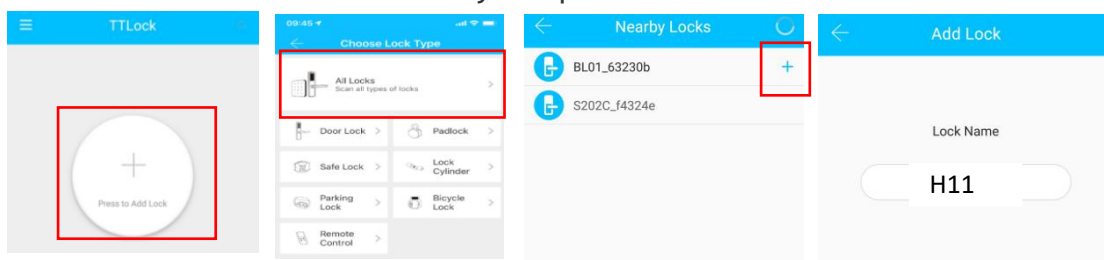 TTLock
Press to Add Lock
09:45
Choose Lock Type
All Locks
Scan all types of locks
Door Lock
Padlock
Safe Lock
Lock
Cylinder
Parking
Lock
Bicycle
Lock
Remote
Control
Nearby Locks
BL01_63230b
S202C_f4324e
Add Lock
Lock Name
H11